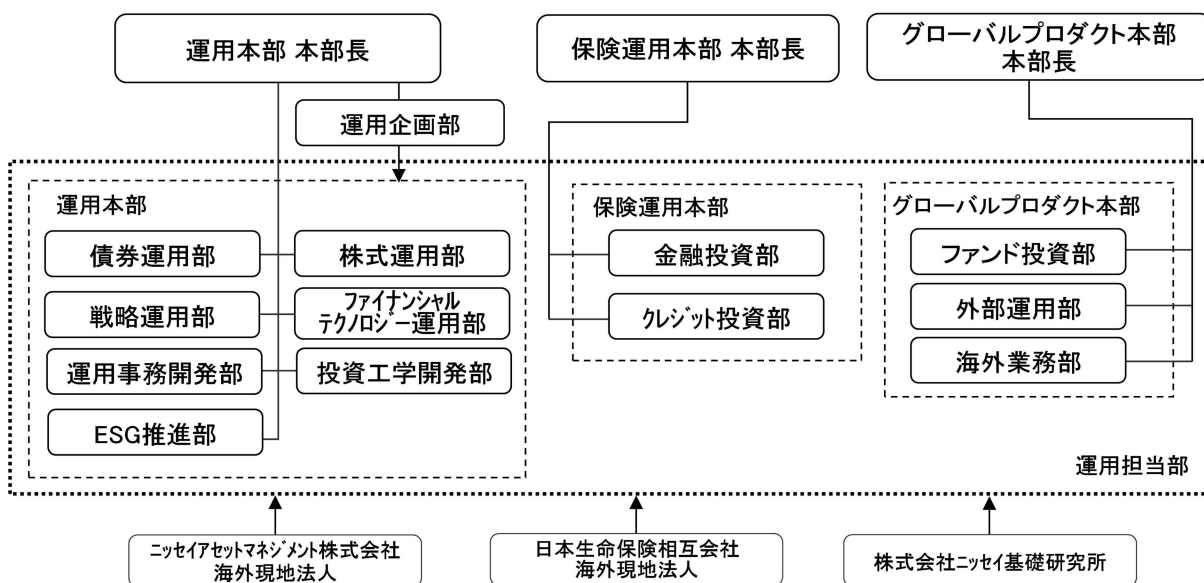 運用本部 本部長
保険運用本部 本部長
グローバルプロダクト本部
本部長
運用企画部
運用本部
債券運用部
株式運用部
戦略運用部
ファイナンシャル
テクノロジー運用部
運用事務開発部
投資工学開発部
ESG推進部
保険運用本部
金融投資部
クレジット投資部
グローバルプロダクト本部
ファンド投資部
外部運用部
海外業務部
運用担当部
ニッセイアセットマネジメント株式会社
海外現地法人
日本生命保険相互会社
海外現地法人
株式会社ニッセイ基礎研究所